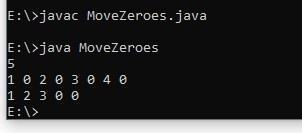 E:\>javac MoveZeroes.java
E:\>java MoveZeroes
5
1 0 2 0 3 0 4 0
1 2 3 0 0
E:\>